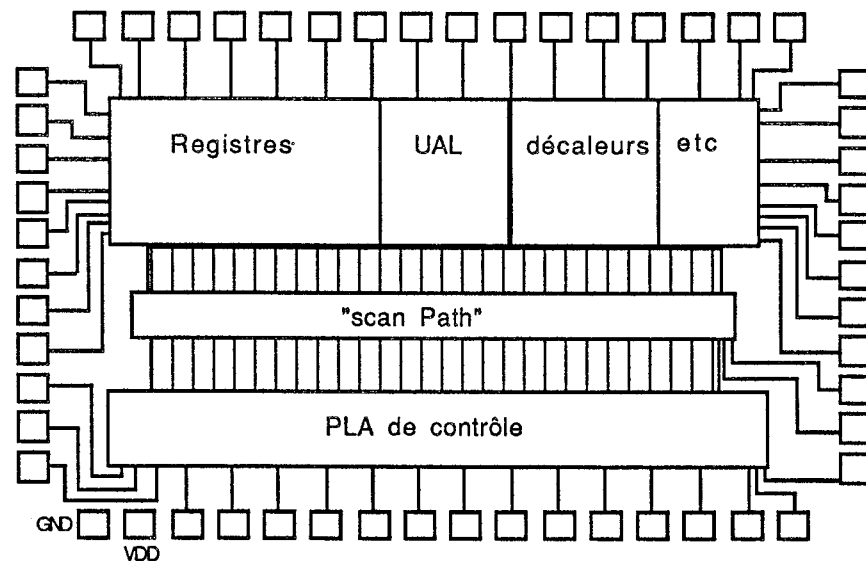 Registres
UAL
décaleurs
etc
"scan Path"
PLA de contrôle
GND
VDD